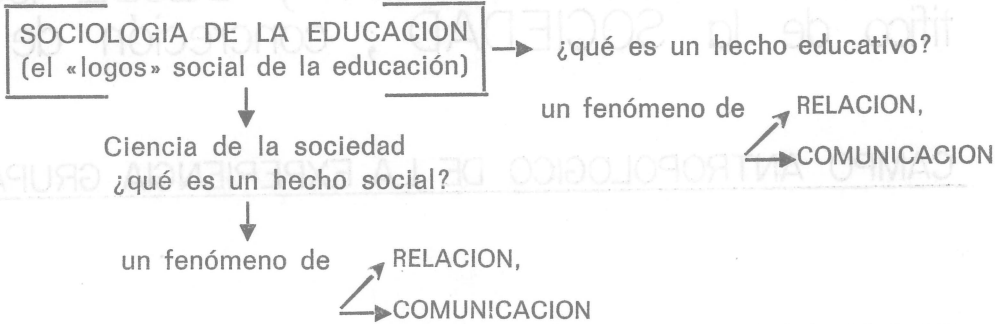 SOCIOLOGIA DE LA EDUCACION
(el «logos» social de la educación)
¿qué es un hecho educativo?
un fenómeno de
RELACION,
COMUNICACION
Ciencia de la sociedad
¿qué es un hecho social?
un fenómeno de
RELACION,
COMUNICACION